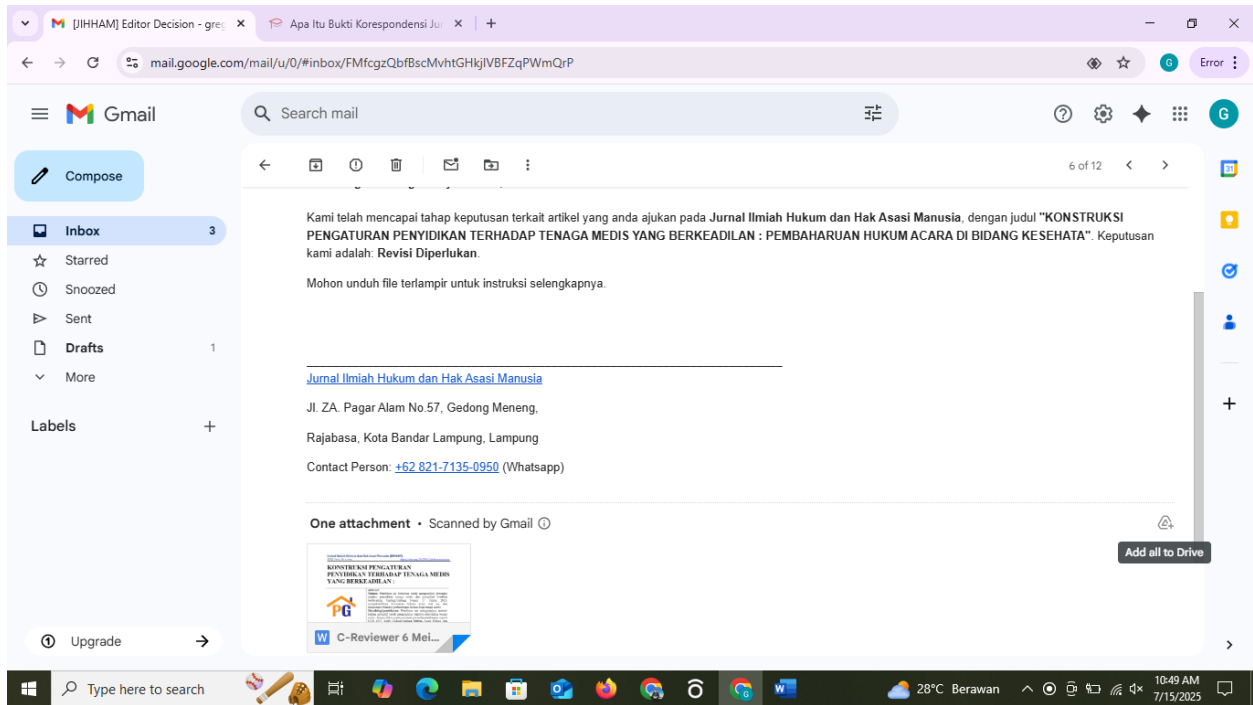 [JIHHAM] Editor Decision - greg
Apa Itu Bukti Korespondensi Jur
mail.google.com/mail/u/0/#inbox/FMfcgzQbfBscMvhtGHkjlVBFZqPWmQrP
G
Error
Gmail
Search mail
G
Compose
6 of 12
31
Inbox 3
Starred
Snoozed
Sent
Drafts 1
More
Labels
Kami telah mencapai tahap keputusan terkait artikel yang anda ajukan pada Jurnal Ilmiah Hukum dan Hak Asasi Manusia, dengan judul "KONSTRUKSI
PENGATURAN PENYIDIKAN TERHADAP TENAGA MEDIS YANG BERKEADILAN : PEMBAHARUAN HUKUM ACARA DI BIDANG KESEHATA". Keputusan
kami adalah: Revisi Diperlukan.
Mohon unduh file terlampir untuk instruksi selengkapnya.
Jurnal Ilmiah Hukum dan Hak Asasi Manusia
Jl. ZA. Pagar Alam No.57, Gedong Meneng,
Rajabasa, Kota Bandar Lampung, Lampung
Contact Person: +62 821-7135-0950 (Whatsapp)
One attachment • Scanned by Gmail
Add all to Drive
KONSTRUKSI PENGATURAN
PENYIDIKAN TERHADAP TENAGA MEDIS
YANG BERKEADILAN :
PG
W C-Reviewer 6 Mei...
Upgrade
Type here to search
28°C Berawan
10:49 AM
7/15/2025